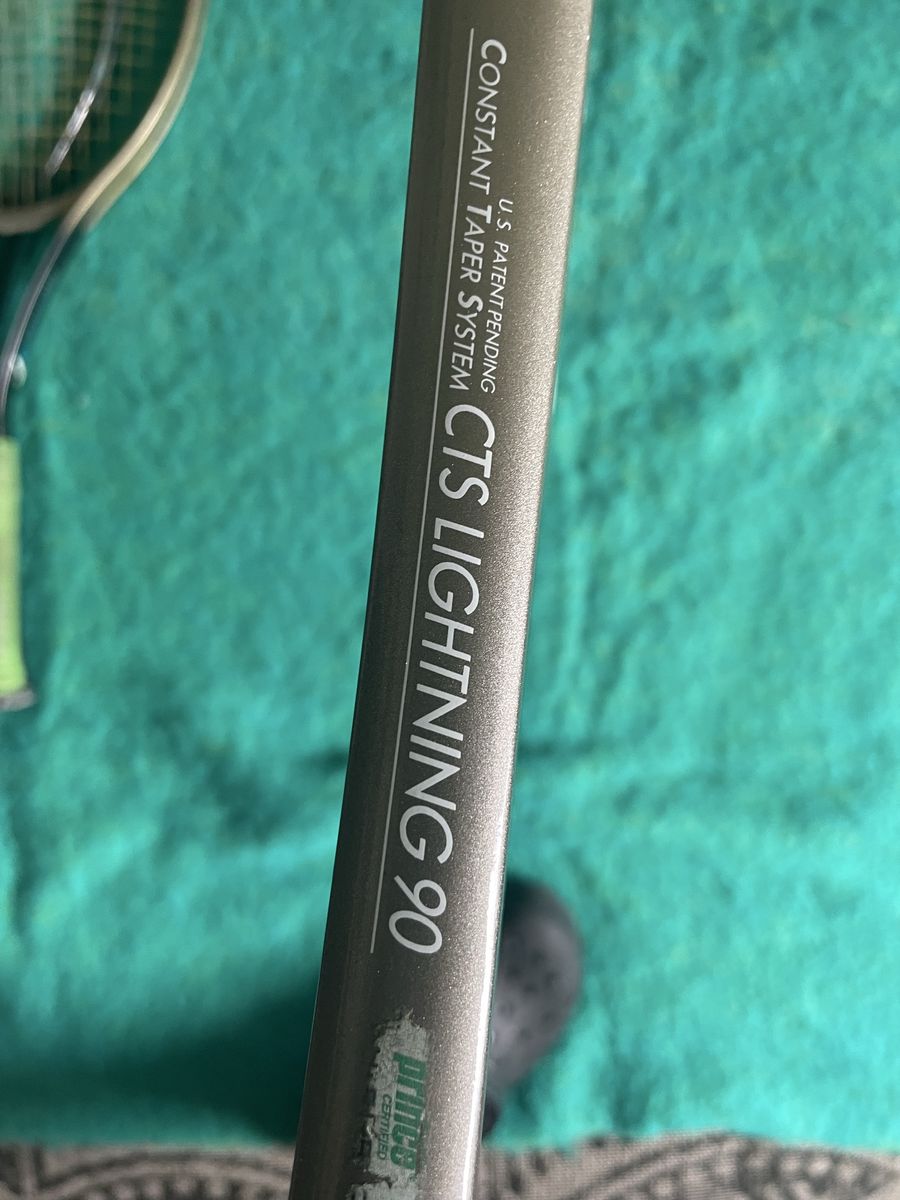 U.S. PATENT PENDING
CONSTANT TAPER SYSTEM CTS LIGHTNING 90
prince
CERTIFIED